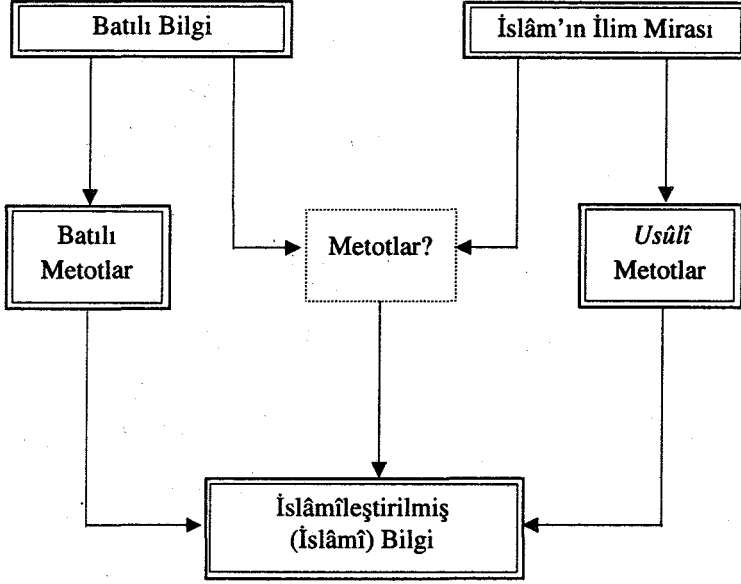 Batılı Bilgi
İslâm’ın İlim Mirası
Batılı
Metotlar
Metotlar?
Usûlî
Metotlar
İslâmîleştirilmiş
(İslâmî) Bilgi